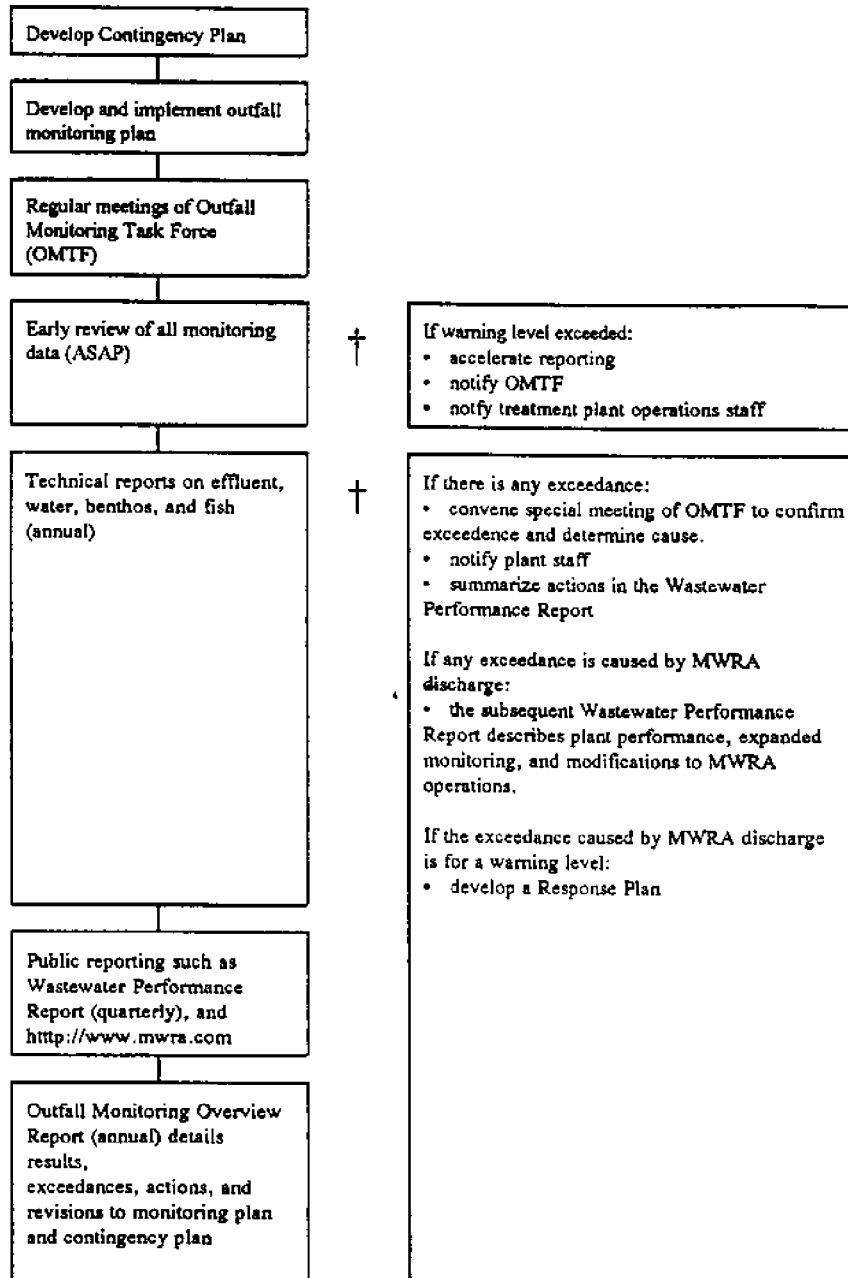 Develop Contingency Plan
Develop and implement outfall
monitoring plan
Regular meetings of Outfall
Monitoring Task Force
(OMTF)
Early review of all monitoring
data (ASAP)
†
If warning level exceeded:
• accelerate reporting
• notify OMTF
• notfy treatment plant operations staff
Technical reports on effluent,
water, benthos, and fish
(annual)
†
If there is any exceedance:
• convene special meeting of OMTF to confirm
exceedence and determine cause.
• notify plant staff
• summarize actions in the Wastewater
Performance Report
If any exceedance is caused by MWRA
discharge:
• the subsequent Wastewater Performance
Report describes plant performance, expanded
monitoring, and modifications to MWRA
operations.
If the exceedance caused by MWRA discharge
is for a warning level:
• develop a Response Plan
Public reporting such as
Wastewater Performance
Report (quarterly), and
htttp://www.mwra.com
Outfall Monitoring Overview
Report (annual) details
results,
exceedances, actions, and
revisions to monitoring plan
and contingency plan